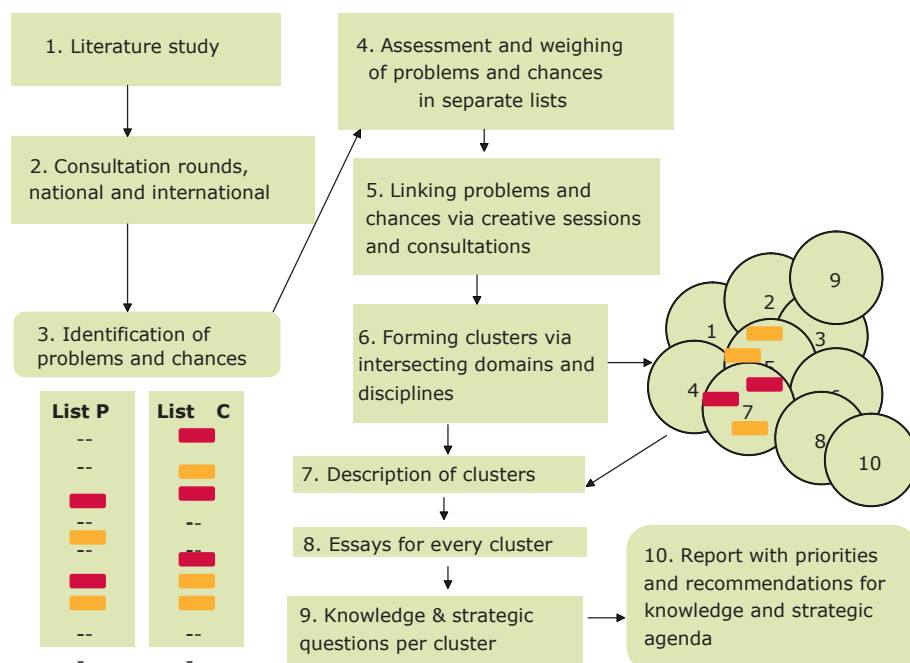 1. Literature study
2. Consultation rounds,
national and international
3. Identification of
problems and chances
List P
--
--
--
--
--
-
List C
--
--
--
-
4. Assessment and weighing
of problems and chances
in separate lists
5. Linking problems and
chances via creative sessions
and consultations
6. Forming clusters via
intersecting domains and
disciplines
1
2
9
3
5
4
7
6
8
10
7. Description of clusters
8. Essays for every cluster
9. Knowledge & strategic
questions per cluster
10. Report with priorities
and recommendations for
knowledge and strategic
agenda